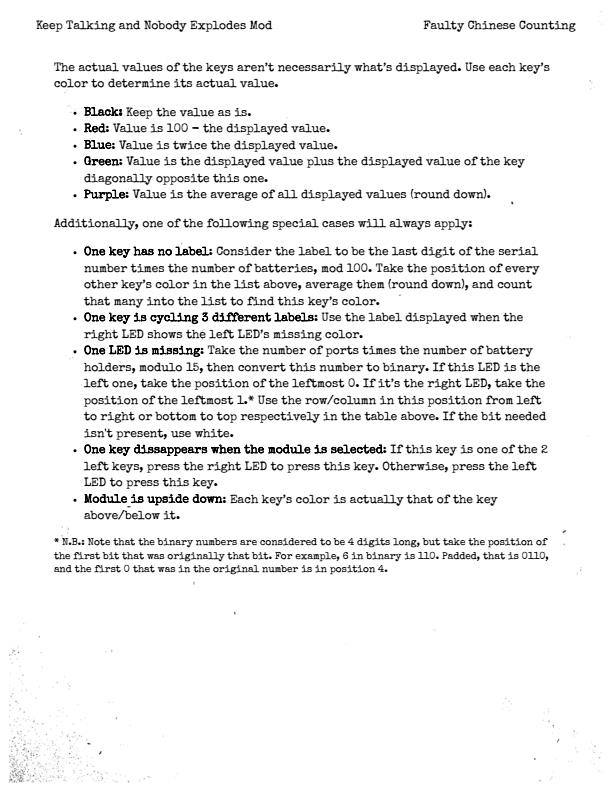 Keep Talking and Nobody Explodes Mod Faulty Chinese Counting
The actual values of the keys aren't necessarily what's displayed. Use each key's
color to determine its actual value.
• Black: Keep the value as is.
• Red: Value is 100 – the displayed value.
• Blue: Value is twice the displayed value.
• Green: Value is the displayed value plus the displayed value of the key
diagonally opposite this one.
• Purple: Value is the average of all displayed values (round down).
Additionally, one of the following special cases will always apply:
• One key has no label: Consider the label to be the last digit of the serial
number times the number of batteries, mod 100. Take the position of every
other key's color in the list above, average them (round down), and count
that many into the list to find this key's color.
• One key is cycling 3 different labels: Use the label displayed when the
right LED shows the left LED's missing color.
• One LED is missing: Take the number of ports times the number of battery
holders, modulo 15, then convert this number to binary. If this LED is the
left one, take the position of the leftmost 0. If it's the right LED, take the
position of the leftmost 1.* Use the row/column in this position from left
to right or bottom to top respectively in the table above. If the bit needed
isn't present, use white.
• One key dissappears when the module is selected: If this key is one of the 2
left keys, press the right LED to press this key. Otherwise, press the left
LED to press this key.
• Module is upside down: Each key's color is actually that of the key
above/below it.
* N.B.: Note that the binary numbers are considered to be 4 digits long, but take the position of
the first bit that was originally that bit. For example, 6 in binary is 110. Padded, that is 0110,
and the first 0 that was in the original number is in position 4.